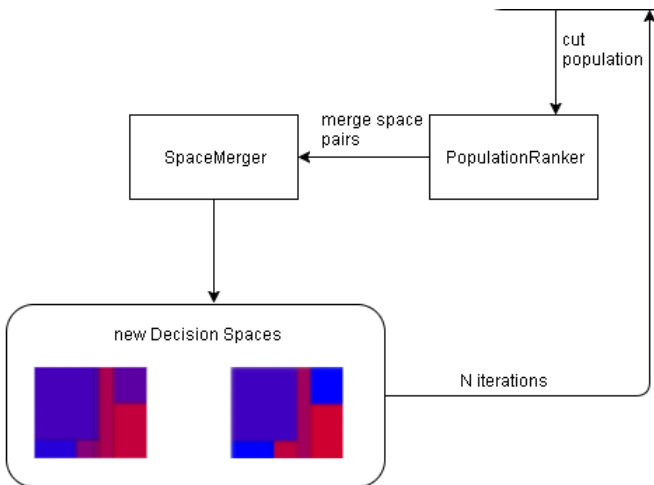 cut
population
merge space
pairs
SpaceMerger
PopulationRanker
new Decision Spaces
N iterations